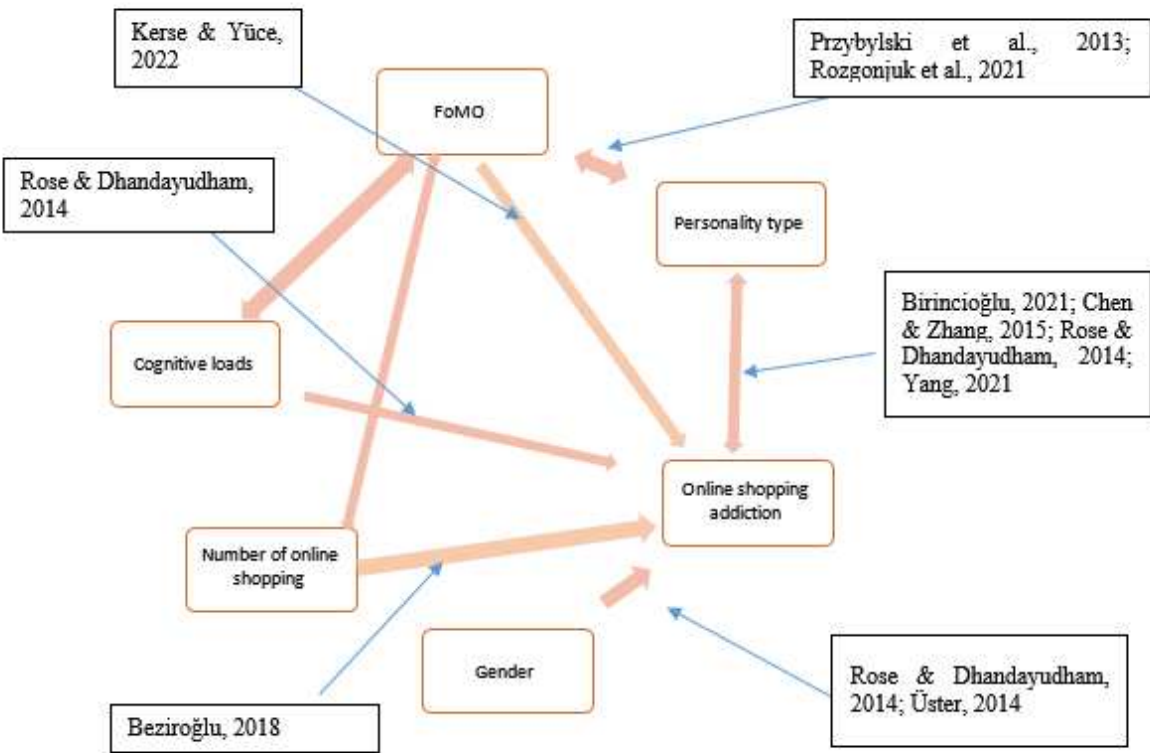 Kerse & Yüce,
2022
Przybylski et al., 2013;
Rozgonjuk et al., 2021
FoMO
Rose & Dhandayudham,
2014
Personality type
Birincioğlu, 2021; Chen
& Zhang, 2015; Rose &
Dhandayudham, 2014;
Yang, 2021
Cognitive loads
Online shopping
addiction
Number of online
shopping
Gender
Rose & Dhandayudham,
2014; Üster, 2014
Beziroğlu, 2018